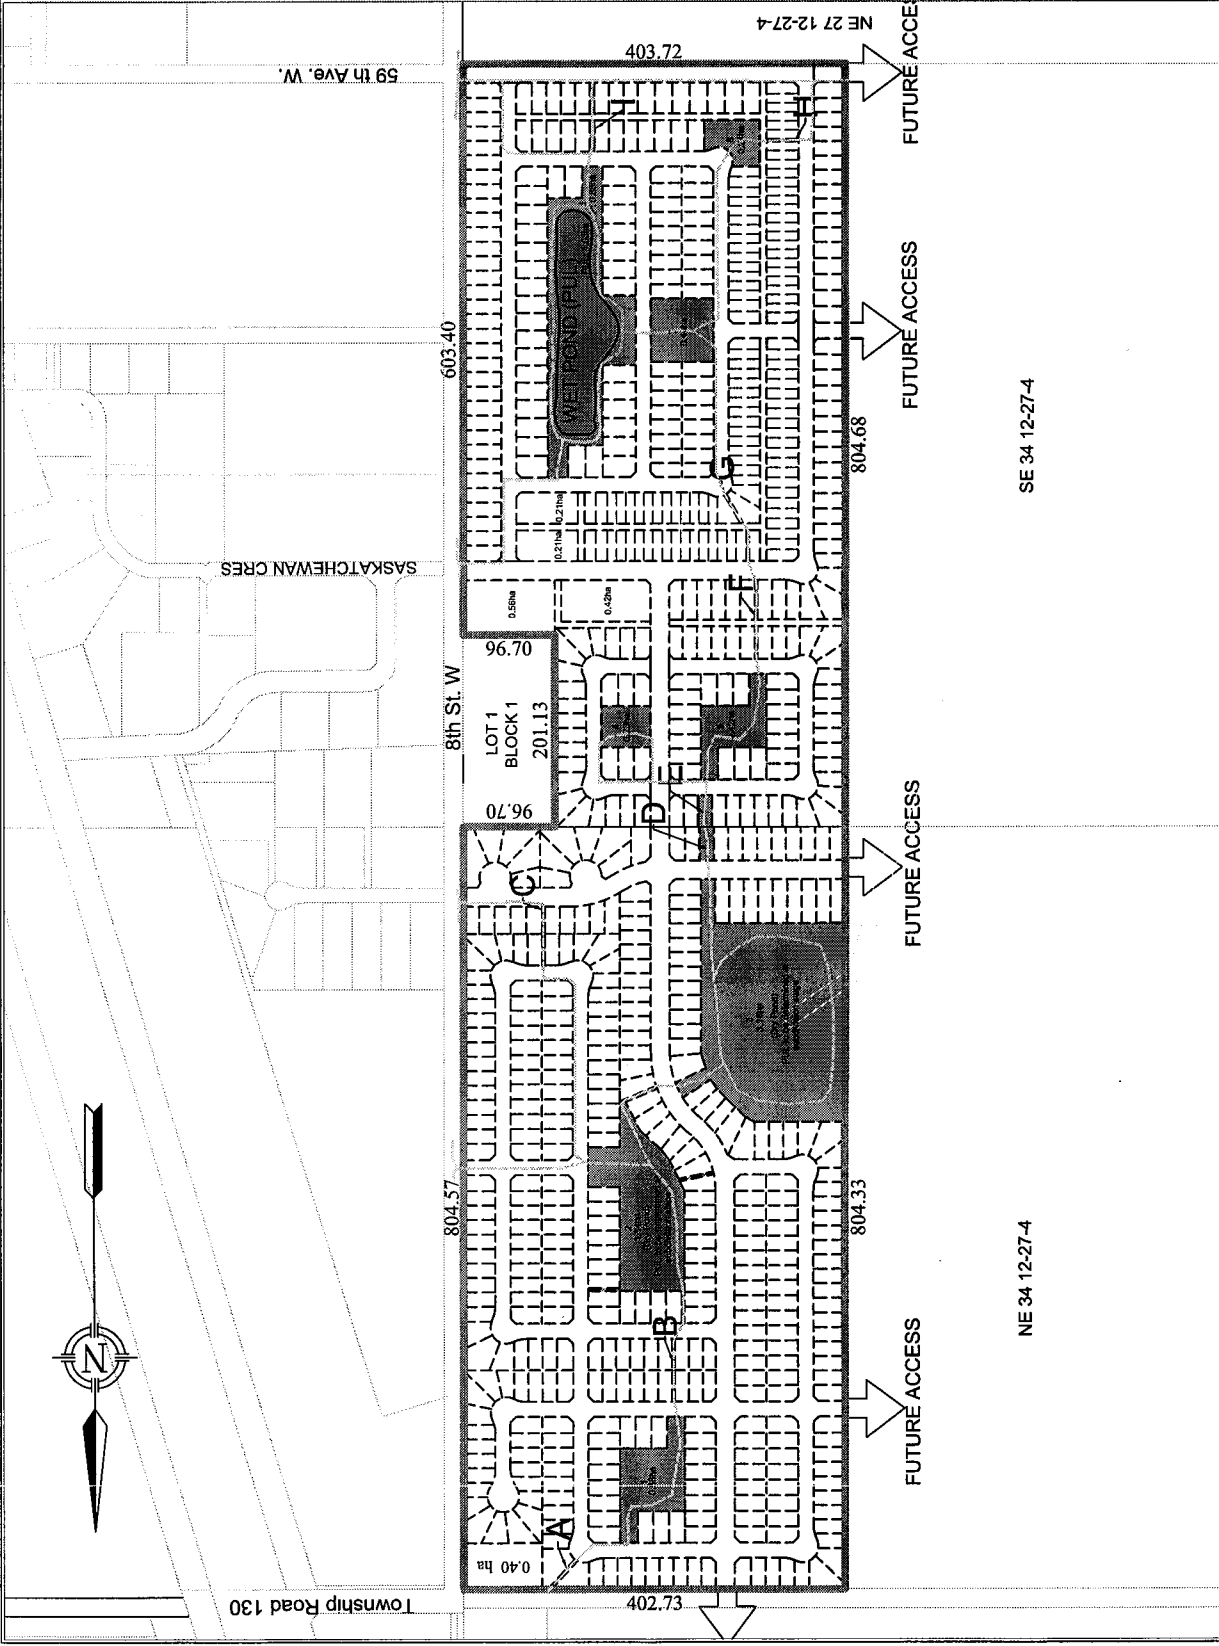 NE 27 12-27-4
59 th Ave. W.
403.72
FUTURE ACCESS
603.40
WET POND (PUL)
FUTURE ACCESS
804.68
SE 34 12-27-4
G
0.21ha
0.21ha
SASKATCHEWAN CRES
0.56ha
0.42ha
F
96.70
8th St. W
LOT 1
BLOCK 1
201.13
96.70
E
D
C
FUTURE ACCESS
804.57
804.33
NE 34 12-27-4
N
B
FUTURE ACCESS
A
0.40 ha
Township Road 130
402.73
H
I